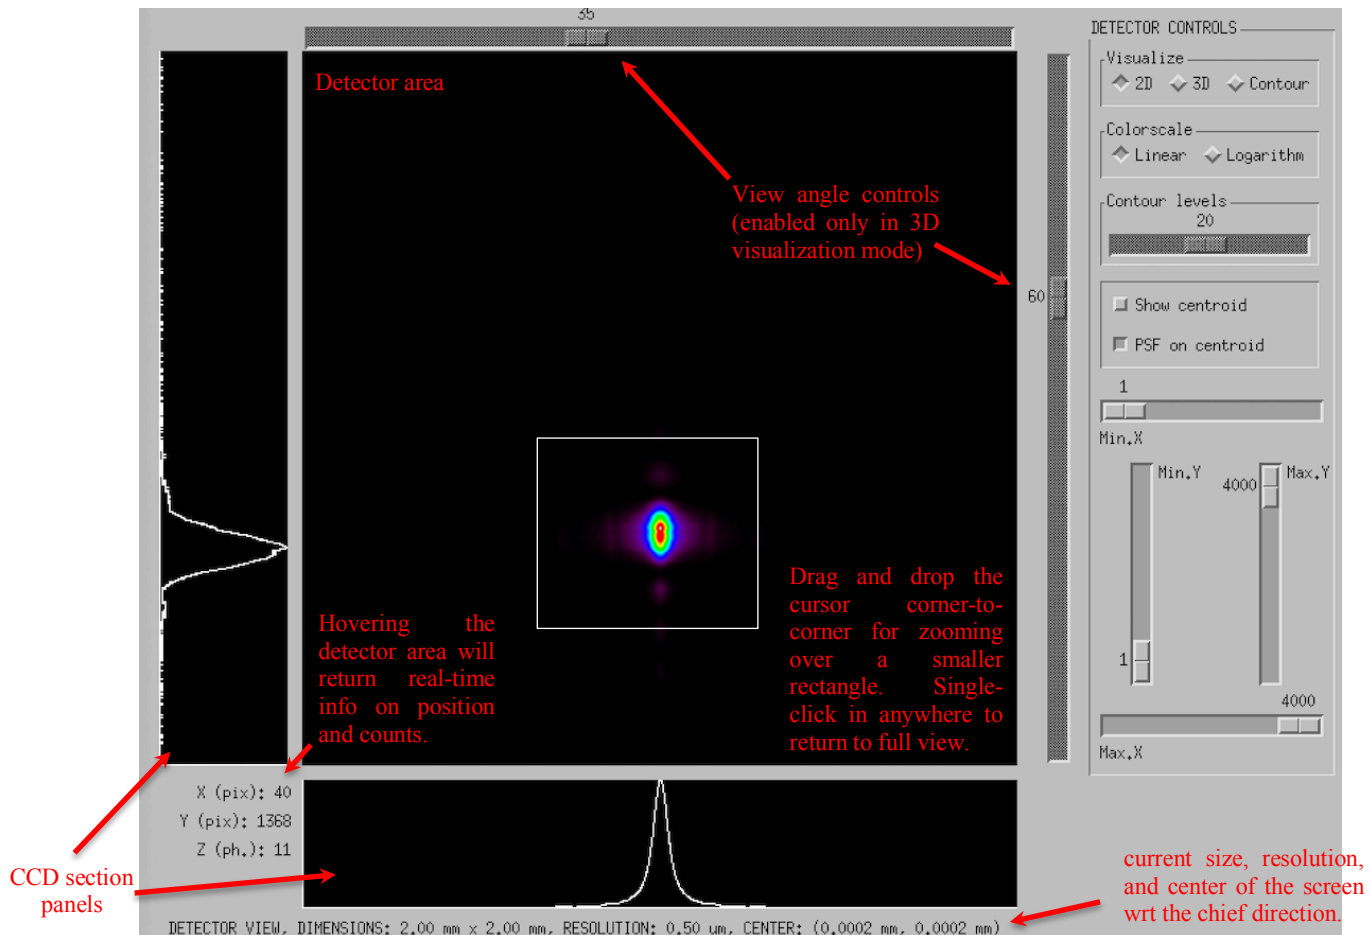 35
DETECTOR CONTROLS
Visualize
2D 3D Contour
Detector area
Colorscale
Linear Logarithm
View angle controls
(enabled only in 3D
visualization mode)
Contour levels
20
60
Show centroid
PSF on centroid
1
Min.X
Min.Y
4000
Max.Y
1
4000
Max.X
Drag and drop the
cursor corner-to-
corner for zooming
over a smaller
rectangle. Single-
click in anywhere to
return to full view.
Hovering the
detector area will
return real-time
info on position
and counts.
X (pix): 40
Y (pix): 1368
Z (ph.): 11
CCD section
panels
current size, resolution,
and center of the screen
wrt the chief direction.
DETECTOR VIEW, DIMENSIONS: 2.00 mm x 2.00 mm, RESOLUTION: 0.50 um, CENTER: (0.0002 mm, 0.0002 mm)